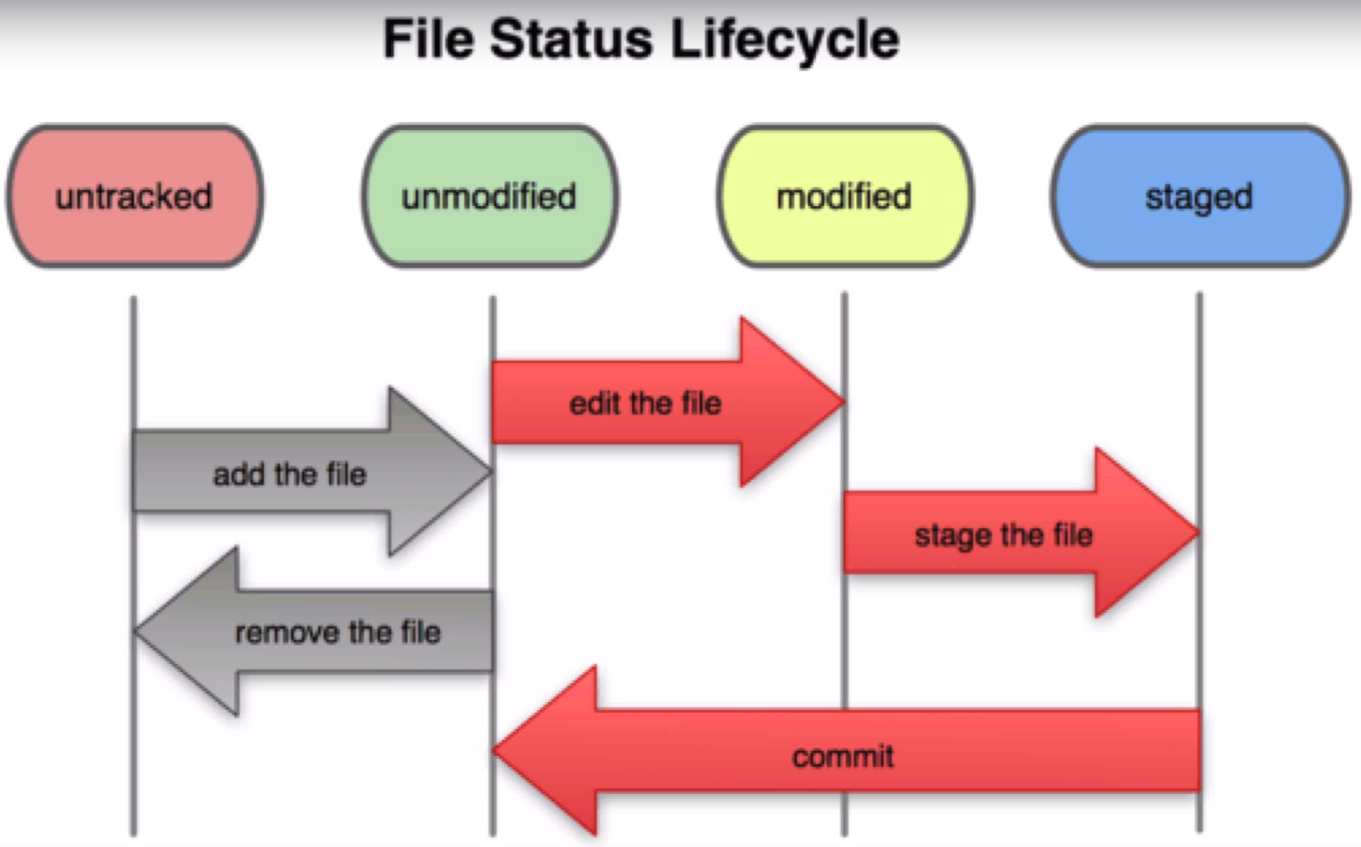 File Status Lifecycle
untracked
unmodified
modified
staged
edit the file
add the file
stage the file
remove the file
commit